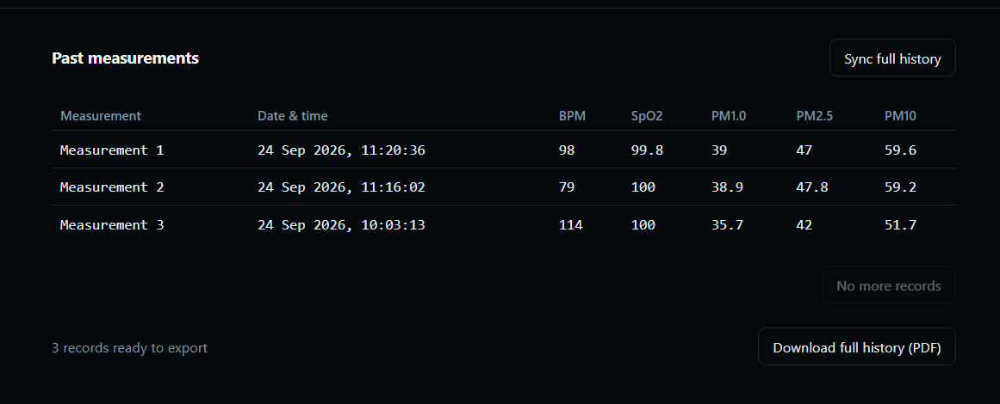 Past measurements
Sync full history
Measurement Date & time BPM SpO2 PM1.0 PM2.5 PM10
Measurement 1 24 Sep 2026, 11:20:36 98 99.8 39 47 59.6
Measurement 2 24 Sep 2026, 11:16:02 79 100 38.9 47.8 59.2
Measurement 3 24 Sep 2026, 10:03:13 114 100 35.7 42 51.7
No more records
3 records ready to export
Download full history (PDF)